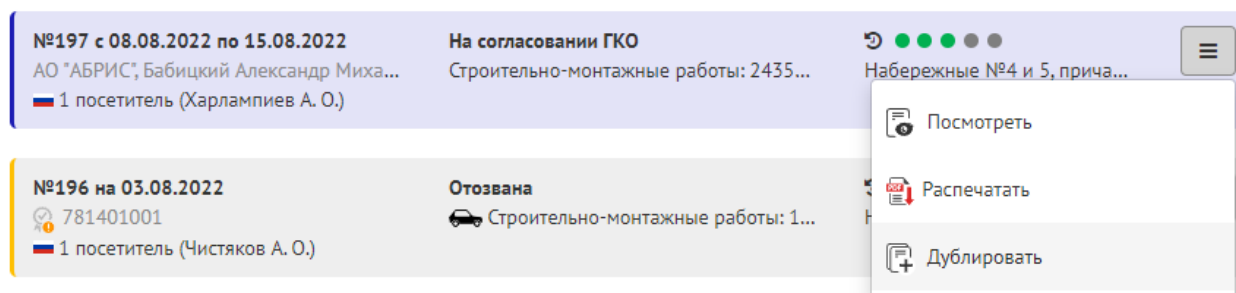 №197 с 08.08.2022 по 15.08.2022
На согласовании ГКО
АО "АБРИС", Бабицкий Александр Миха...
Строительно-монтажные работы: 2435...
Набережные №4 и 5, прича...
1 посетитель (Харлампиев А. О.)
Посмотреть
Распечатать
Дублировать
№196 на 03.08.2022
Отозвана
781401001
Строительно-монтажные работы: 1...
1 посетитель (Чистяков А. О.)